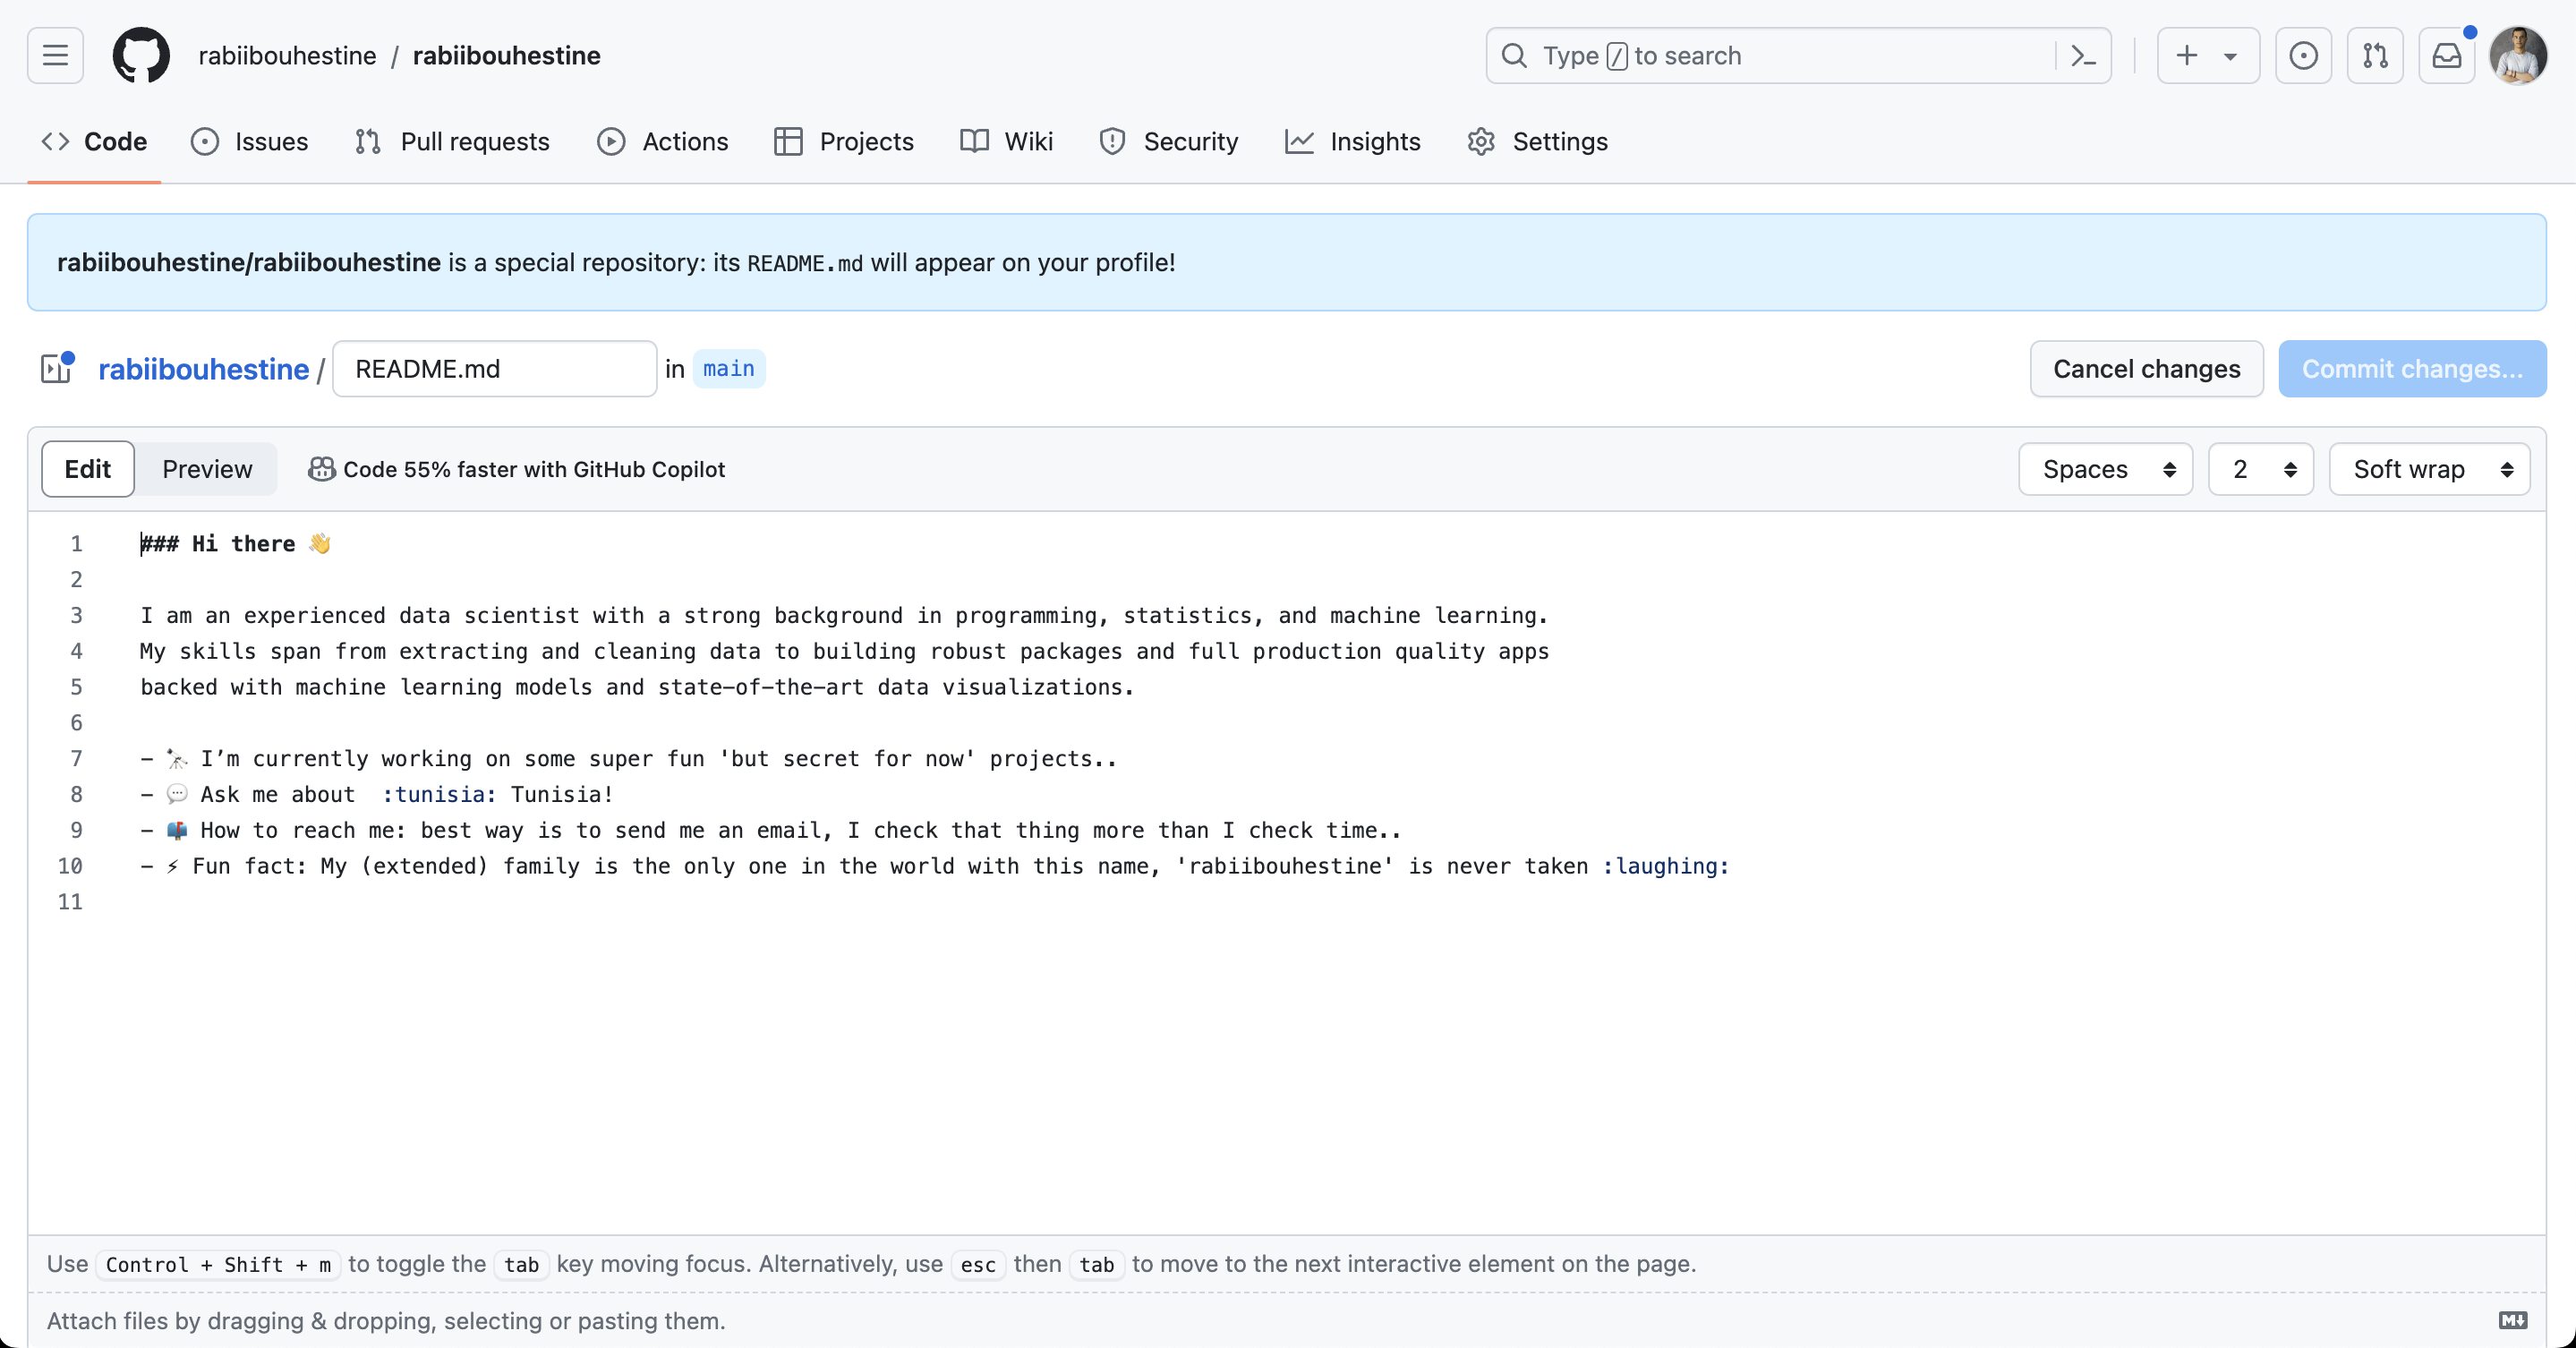 rabiibouhestine / rabiibouhestine
Type / to search
Code
Issues
Pull requests
Actions
Projects
Wiki
Security
Insights
Settings
rabiibouhestine/rabiibouhestine is a special repository: its README.md will appear on your profile!
rabiibouhestine / README.md in main
Cancel changes
Commit changes...
Edit
Preview
Code 55% faster with GitHub Copilot
Spaces
2
Soft wrap
1 ### Hi there 👋
2
3 I am an experienced data scientist with a strong background in programming, statistics, and machine learning.
4 My skills span from extracting and cleaning data to building robust packages and full production quality apps
5 backed with machine learning models and state-of-the-art data visualizations.
6
7 - 🔭 I’m currently working on some super fun 'but secret for now' projects..
8 - 💬 Ask me about  :tunisia: Tunisia!
9 - 📫 How to reach me: best way is to send me an email, I check that thing more than I check time..
10 - ⚡ Fun fact: My (extended) family is the only one in the world with this name, 'rabiibouhestine' is never taken :laughing:
11
Use Control + Shift + m to toggle the tab key moving focus. Alternatively, use esc then tab to move to the next interactive element on the page.
Attach files by dragging & dropping, selecting or pasting them.